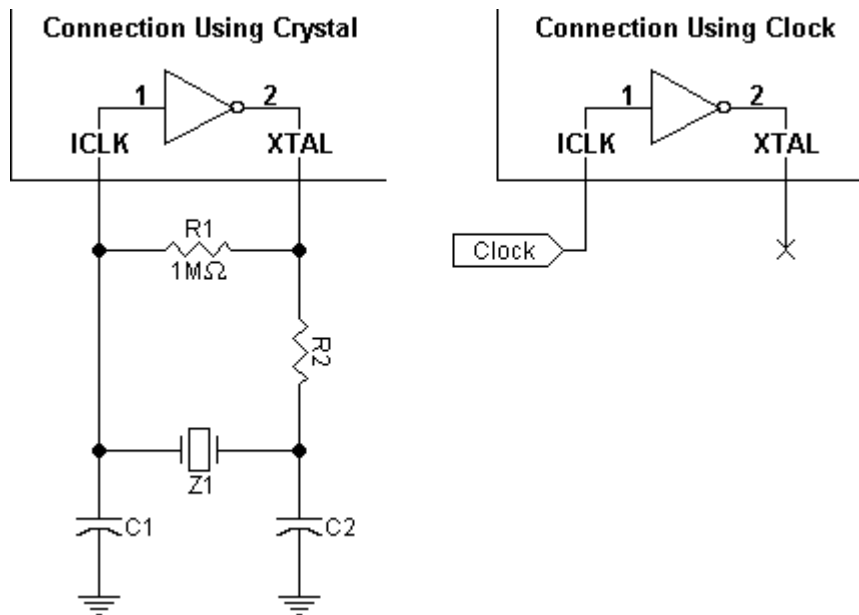 Connection Using Crystal
1
2
ICLK
XTAL
R1
1MΩ
R2
Z1
C1
C2
Connection Using Clock
1
2
ICLK
XTAL
Clock